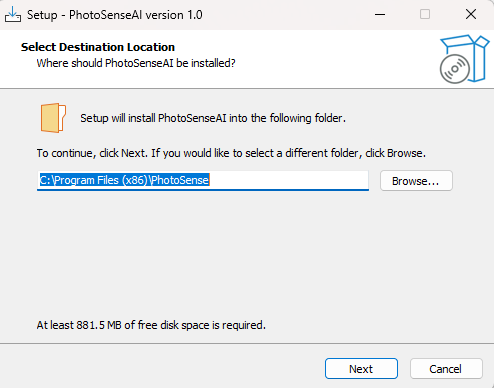 Setup - PhotoSenseAI version 1.0
Select Destination Location
Where should PhotoSenseAI be installed?
Setup will install PhotoSenseAI into the following folder.
To continue, click Next. If you would like to select a different folder, click Browse.
C:\Program Files (x86)\PhotoSense
Browse...
At least 881.5 MB of free disk space is required.
Next
Cancel